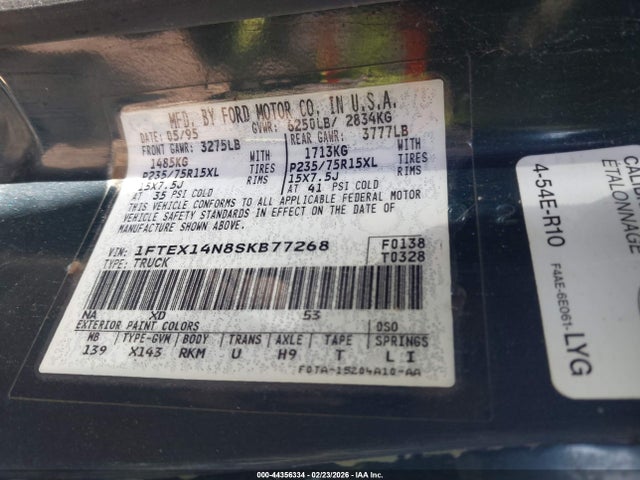 MFD. BY FORD MOTOR CO. IN U.S.A.
DATE: 05/95 GVWR: 6250LB/ 2834KG
FRONT GAWR: 3275LB REAR GAWR: 3777LB
1485KG WITH 1713KG WITH
P235/75R15XL TIRES P235/75R15XL TIRES
15X7.5J RIMS 15X7.5J RIMS
AT 35 PSI COLD AT 41 PSI COLD
THIS VEHICLE CONFORMS TO ALL APPLICABLE FEDERAL MOTOR
VEHICLE SAFETY STANDARDS IN EFFECT ON THE DATE OF
MANUFACTURE SHOWN ABOVE.
VIN: 1FTEX14N8SKB77268 F0138
TYPE: TRUCK T0328
NA XD 53
EXTERIOR PAINT COLORS DSO
WB TYPE-GVW BODY TRANS AXLE TAPE SPRINGS
139 X143 RKM U H9 T L I
F0TA-15204A10-AA
ETALONNAGE
4-54E-R10
F4AE-6E061-LYG
000-44356334 - 02/23/2026 - IAAI, Inc.